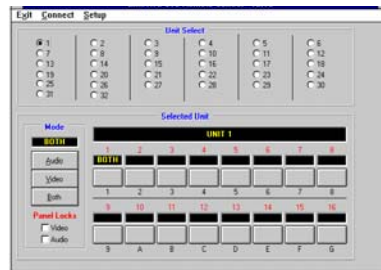 Exit Connect Setup
Unit Select
1 2 3 4 5 6
7 8 9 10 11 12
13 14 15 16 17 18
19 20 21 22 23 24
25 26 27 28 29 30
31 32
Selected Unit
Mode
BOTH
UNIT 1
1 2 3 4 5 6 7 8
BOTH
Audio
Video
Both
1 2 3 4 5 6 7 8
Panel Locks
9 10 11 12 13 14 15 16
Video
Audio
9 A B C D E F G